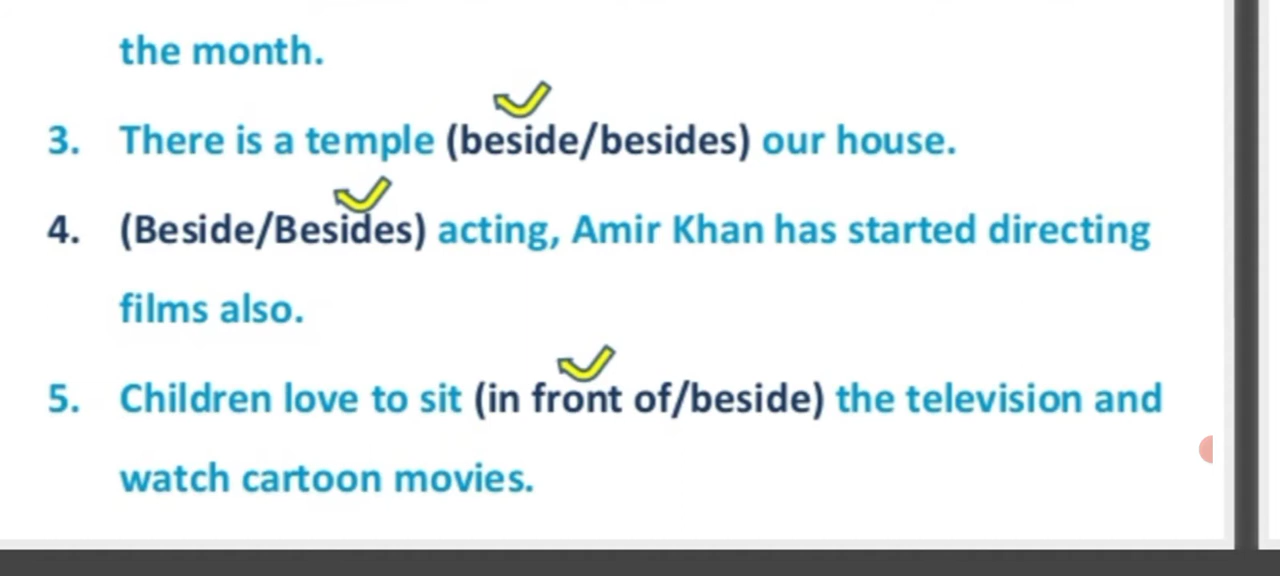 the month.
3. There is a temple (beside/besides) our house.
4. (Beside/Besides) acting, Amir Khan has started directing
films also.
5. Children love to sit (in front of/beside) the television and
watch cartoon movies.